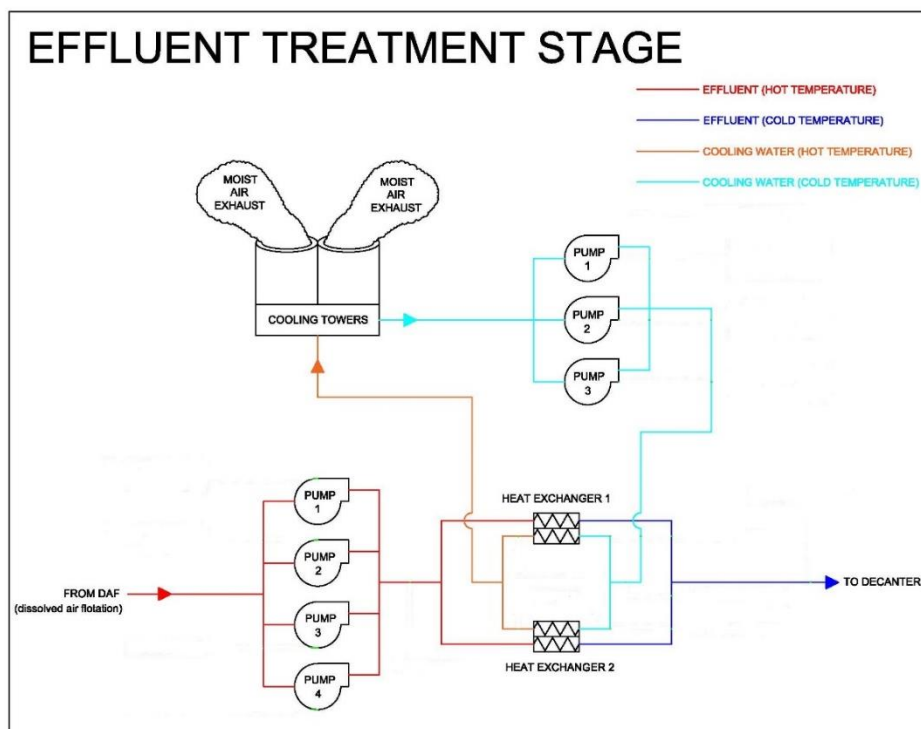 EFFLUENT TREATMENT STAGE
EFFLUENT (HOT TEMPERATURE)
EFFLUENT (COLD TEMPERATURE)
COOLING WATER (HOT TEMPERATURE)
COOLING WATER (COLD TEMPERATURE)
MOIST
AIR
EXHAUST
MOIST
AIR
EXHAUST
COOLING TOWERS
PUMP
1
PUMP
2
PUMP
3
PUMP
1
PUMP
2
PUMP
3
PUMP
4
FROM DAF
(dissolved air flotation)
HEAT EXCHANGER 1
HEAT EXCHANGER 2
TO DECANTER